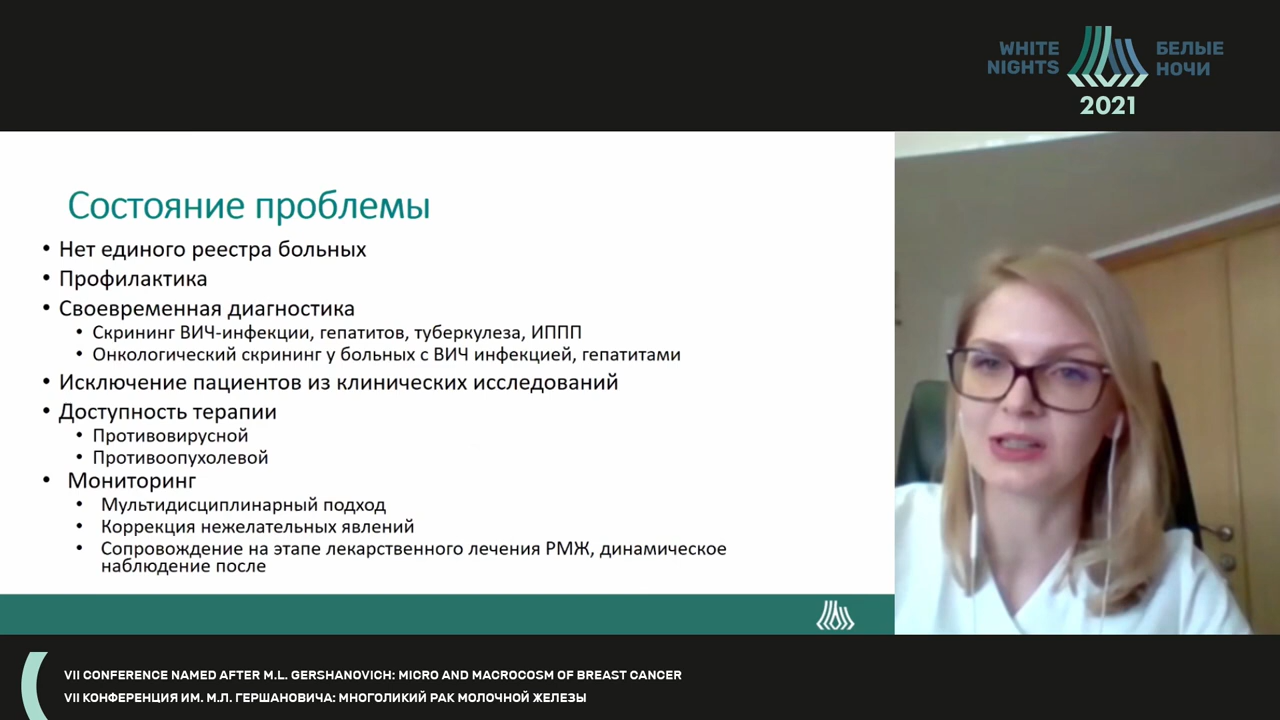 WHITE NIGHTS
БЕЛЫЕ НОЧИ
2021
Состояние проблемы
• Нет единого реестра больных
• Профилактика
• Своевременная диагностика
• Скрининг ВИЧ-инфекции, гепатитов, туберкулеза, ИППП
• Онкологический скрининг у больных с ВИЧ инфекцией, гепатитами
• Исключение пациентов из клинических исследований
• Доступность терапии
• Противовирусной
• Противоопухолевой
• Мониторинг
• Мультидисциплинарный подход
• Коррекция нежелательных явлений
• Сопровождение на этапе лекарственного лечения РМЖ, динамическое
наблюдение после
VII CONFERENCE NAMED AFTER M.L. GERSHANOVICH: MICRO AND MACROCOSM OF BREAST CANCER
VII КОНФЕРЕНЦИЯ ИМ. М.Л. ГЕРШАНОВИЧА: МНОГОЛИКИЙ РАК МОЛОЧНОЙ ЖЕЛЕЗЫ